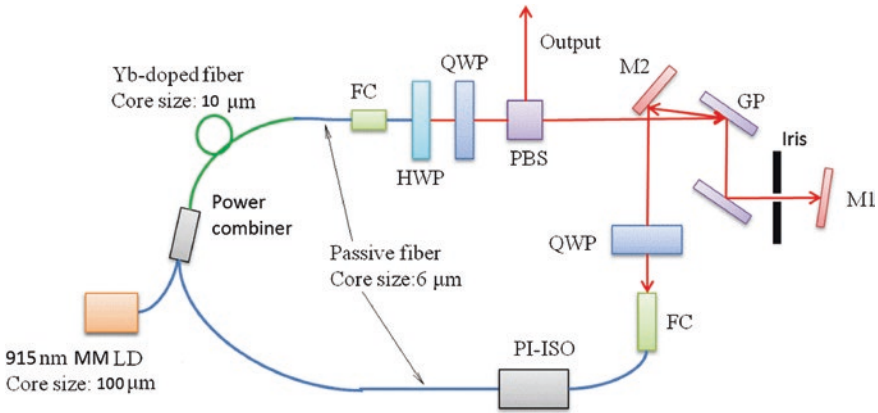 Output
M2
QWP
GP
Yb-doped fiber
Core size: 10 μm
FC
Iris
HWP
PBS
M1
Power
combiner
QWP
Passive fiber
Core size:6 μm
FC
PI-ISO
915 nm MM LD
Core size: 100 μm